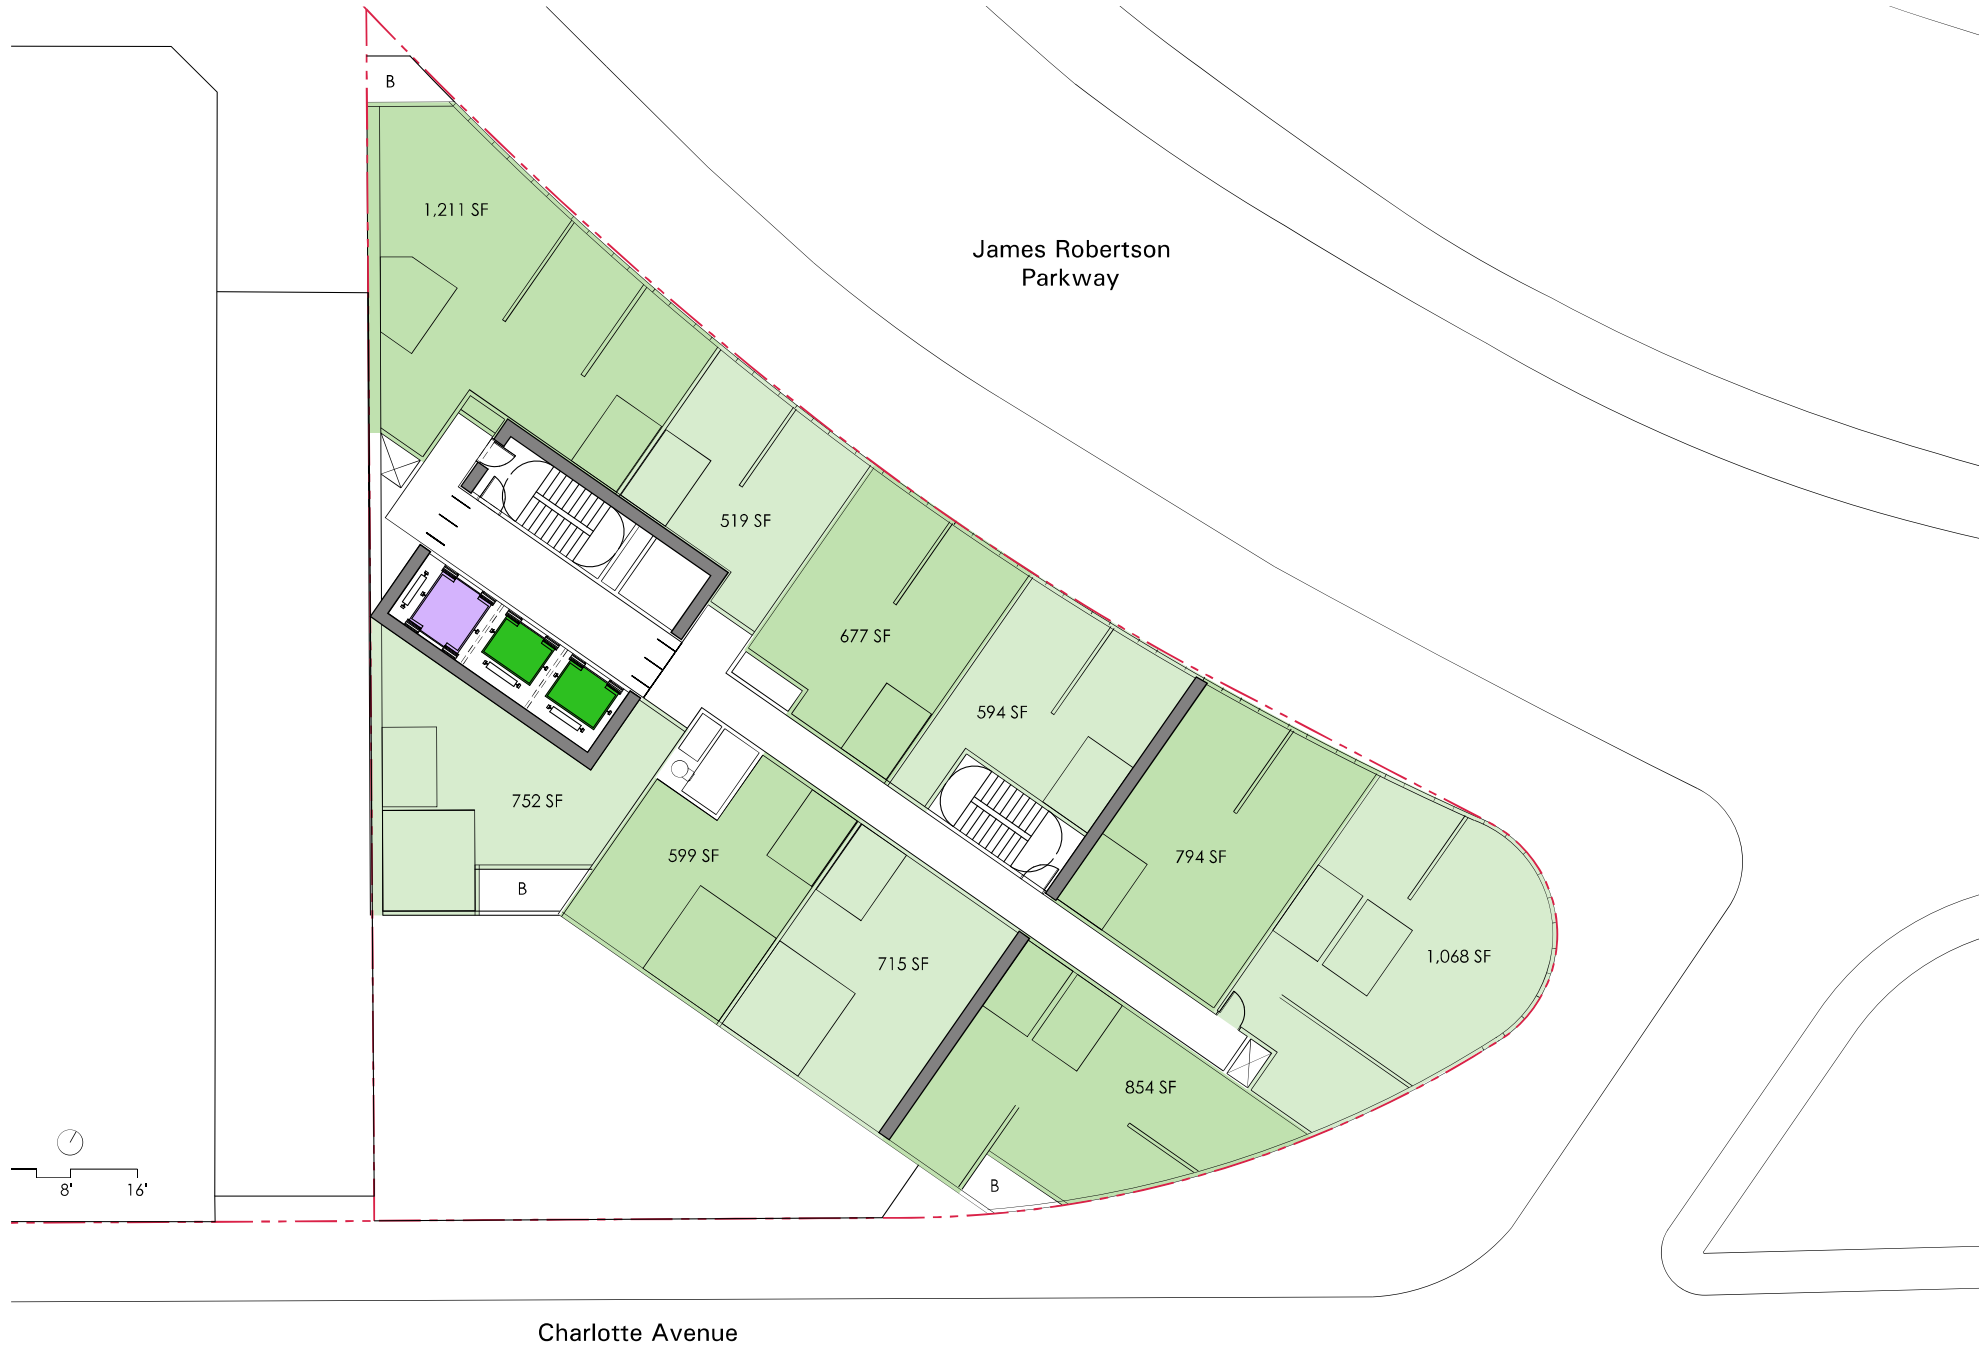 B
1,211 SF
James Robertson
Parkway
519 SF
677 SF
594 SF
752 SF
599 SF
794 SF
B
715 SF
1,068 SF
854 SF
B
8'
16'
Charlotte Avenue